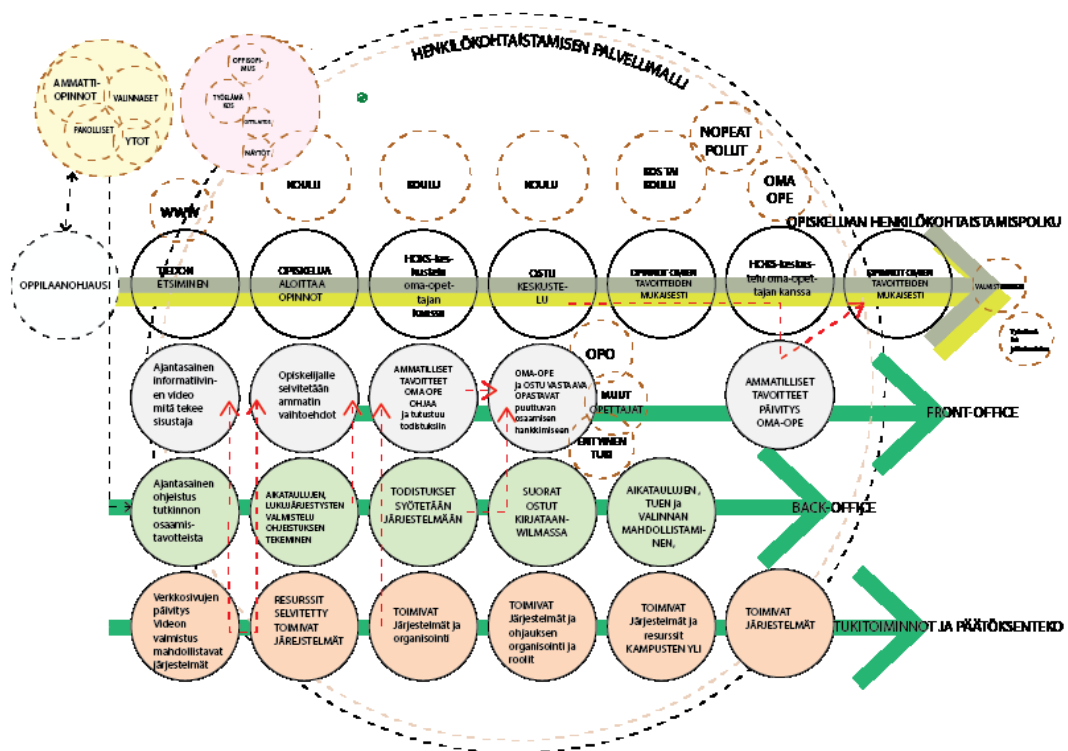 HENKILÖKOHTAISTAMISEN PALVELUMALLI
AMMATTI-
OPINNOT
VALINNAISET
PAKOLLISET
YTOT
OPPISOPI-
MUS
TYÖELÄMÄ
KOS
NÄYTÖT
WWW
KOULU
KOULU
KOULU
KOS TAI
KOULU
NOPEAT
POLUT
OMA
OPE
OPISKELIJAN HENKILÖKOHTAISTAMISPOLKU
OPPILAANOHJAUS
TIEDON
ETSIMINEN
OPISKELIJA
ALOITTAA
OPINNOT
HOKS-kes-
kustelu
oma-opet-
tajan
kanssa
OSTU
KESKUSTE-
LU
OPINNOT OMIEN
TAVOITTEIDEN
MUKAISESTI
HOKS-keskus-
telu oma-opet-
tajan kanssa
OPINNOT OMIEN
TAVOITTEIDEN
MUKAISESTI
Ajantasainen
informatiivin-
en video
mitä tekee
sisustaja
Opiskelijalle
selvitetään
ammatin
vaihtoehdot
AMMATILLISET
TAVOITTEET
OMA OPE
OHJAA
ja tutustuu
todistuksiin
OMA-OPE
ja OSTU VASTAAVA
OPASTAVAT
puuttuvan
osaamisen
hankkimiseen
OPO
MUUT
OPETTAJAT
ERITYINEN
TUKI
AMMATILLISET
TAVOITTEET
PÄIVITYS
OMA-OPE
FRONT-OFFICE
Ajantasainen
ohjeistus
tutkinnon
osaamis-
tavotteista
AIKATAULUJEN,
LUKUJÄRJESTYSTEN
VALMISTELU
OHJEISTUKSEN
TEKEMINEN
TODISTUKSET
SYÖTETÄÄN
JÄRJESTELMÄÄN
SUORAT
OSTUT
KIRJATAAN-
WILMASSA
AIKATAULUJEN ,
TUEN ja
VALINNAN
MAHDOLLISTAMI-
NEN,
BACK-OFFICE
Verkkosivujen
päivitys
Videon
valmistus
mahdollistavat
järjestelmät
RESURSSIT
SELVITETTY
TOIMIVAT
JÄREJSTELMÄT
TOIMIVAT
Järjestelmät ja
organisointi
TOIMIVAT
Järjestelmät ja
ohjauksen
organisointi ja
roolit
TOIMIVAT
Järjestelmät ja
resurssit
KAMPUSTEN YLI
TOIMIVAT
JÄRJESTELMÄT
TUKITOIMINNOT JA PÄÄTÖKSENTEKO